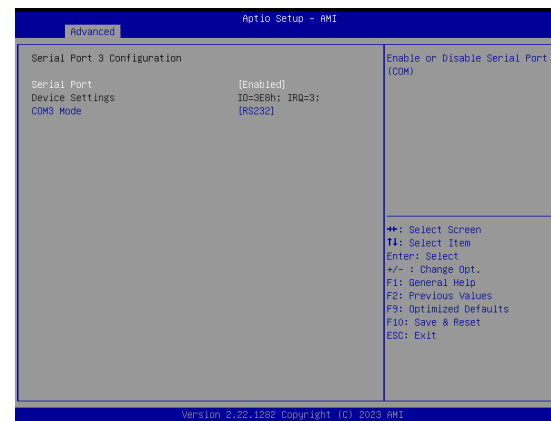 Aptio Setup – AMI
Advanced
Serial Port 3 Configuration
Serial Port [Enabled]
Device Settings IO=3E8h; IRQ=3;
COM3 Mode [RS232]
Enable or Disable Serial Port
(COM)
→←: Select Screen
↑↓: Select Item
Enter: Select
+/- : Change Opt.
F1: General Help
F2: Previous Values
F9: Optimized Defaults
F10: Save & Reset
ESC: Exit
Version 2.22.1282 Copyright (C) 2023 AMI